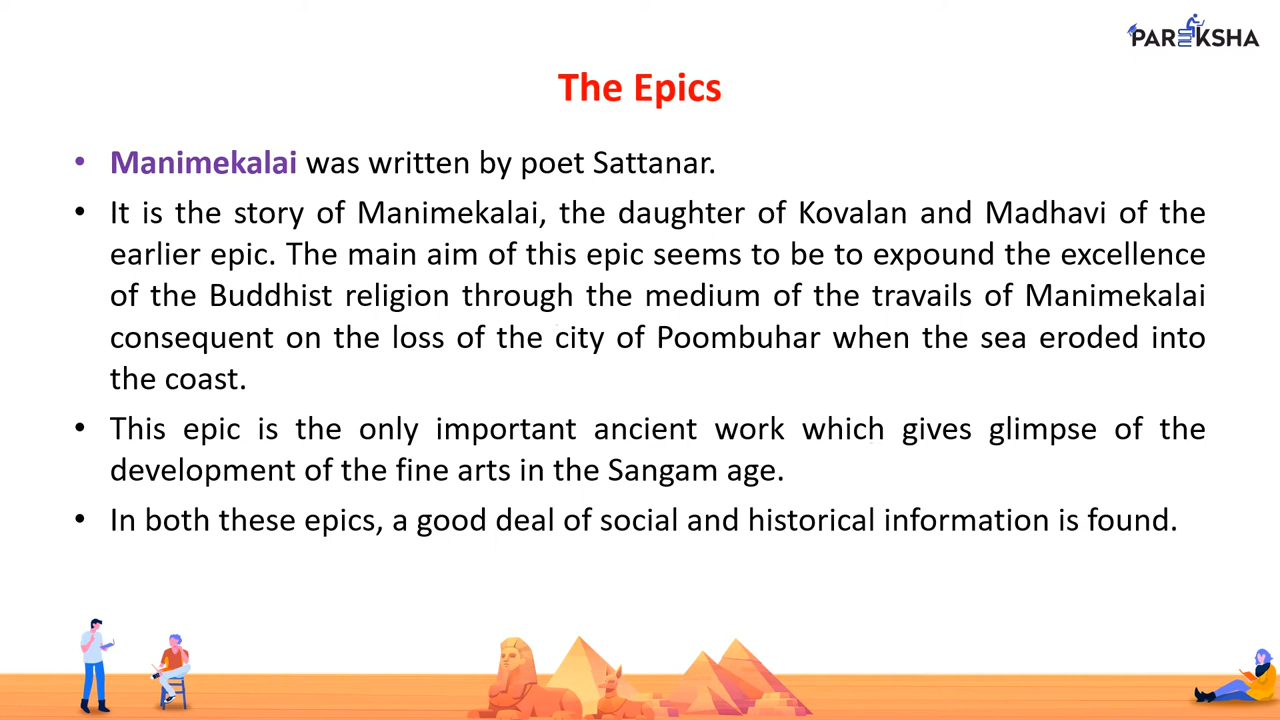 PAREKSHA
The Epics
• Manimekalai was written by poet Sattanar.
• It is the story of Manimekalai, the daughter of Kovalan and Madhavi of the
earlier epic. The main aim of this epic seems to be to expound the excellence
of the Buddhist religion through the medium of the travails of Manimekalai
consequent on the loss of the city of Poombuhar when the sea eroded into
the coast.
• This epic is the only important ancient work which gives glimpse of the
development of the fine arts in the Sangam age.
• In both these epics, a good deal of social and historical information is found.